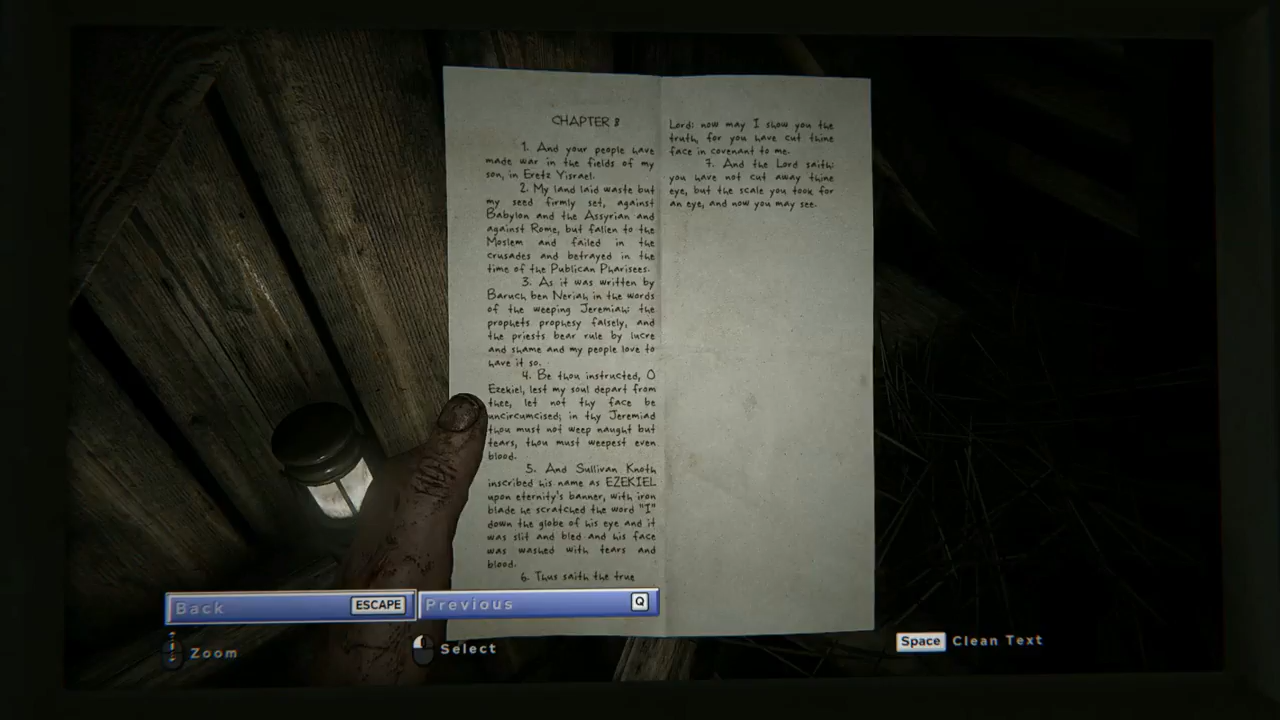 CHAPTER 8
1. And your people have
made war in the fields of my
son, in Eretz Yisrael.
2. My land laid waste but
my seed firmly set, against
Babylon and the Assyrian and
against Rome, but fallen to the
Moslem and failed in the
crusades and betrayed in the
time of the Publican Pharisees.
3. As it was written by
Baruch ben Neriah in the words
of the weeping Jeremiah: the
prophets prophesy falsely, and
the priests bear rule by lucre
and shame and my people love to
have it so.
4. Be thou instructed, O
Ezekiel, lest my soul depart from
thee, let not thy face be
uncircumcised; in thy Jeremiad
thou must not weep naught but
tears, thou must weepest even
blood.
5. And Sullivan Knoth
inscribed his name as EZEKIEL
upon eternity's banner, with iron
blade he scratched the word "I"
down the globe of his eye and it
was slit and bled and his face
was washed with tears and
blood.
6. Thus saith the true
Lord: now may I show you the
truth, for you have cut thine
face in covenant to me.
7. And the Lord saith:
you have not cut away thine
eye, but the scale you took for
an eye, and now you may see.
Back ESCAPE
Previous Q
Zoom
Select
Space Clean Text